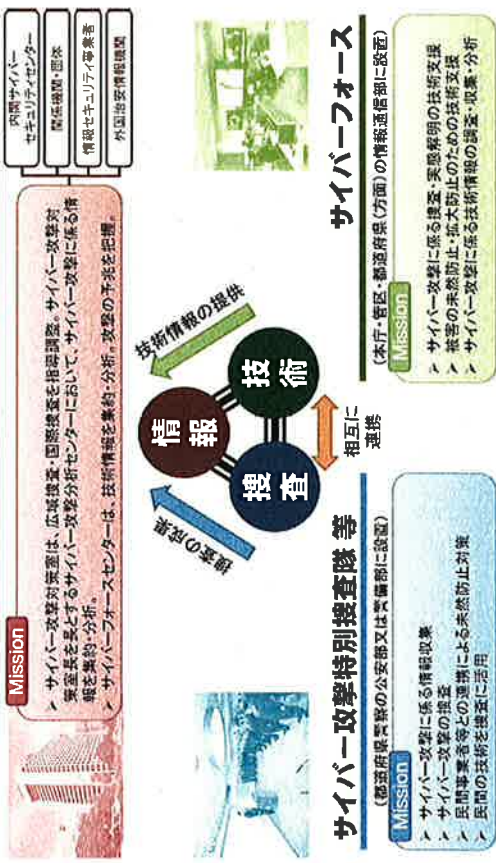 Mission
➢ サイバー攻撃対策室は、広域捜査・国際捜査を指導調整。サイバー攻撃対
策室長を長とするサイバー攻撃分析センターにおいて、サイバー攻撃に係る情
報を集約・分析。
➢ サイバーフォースセンターは、技術情報を集約・分析。攻撃の予兆を把握。
内閣サイバー
セキュリティセンター
関係機関・団体
情報セキュリティ事業者
外国治安情報機関
捜査の成果
情報
技術情報の提供
捜査
技術
相互に
連携
サイバー攻撃特別捜査隊 等
(都道府県警察の公安部又は警備部に設置)
Mission
➢ サイバー攻撃に係る情報収集
➢ サイバー攻撃の捜査
➢ 民間事業者等との連携による未然防止対策
➢ 民間の技術を捜査に活用
サイバーフォース
(本庁・管区・都道府県(方面)の情報通信部に設置)
Mission
➢ サイバー攻撃に係る捜査・実態解明の技術支援
➢ 被害の未然防止・拡大防止のための技術支援
➢ サイバー攻撃に係る技術情報の調査・収集・分析